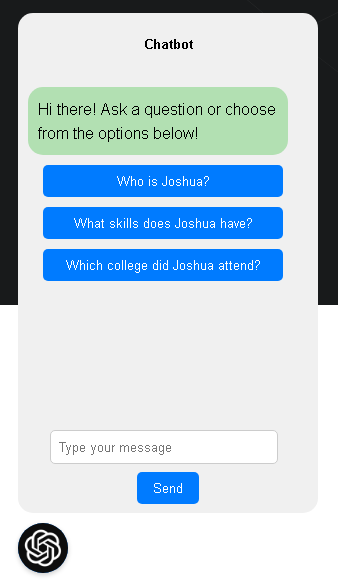 Chatbot
Hi there! Ask a question or choose
from the options below!
Who is Joshua?
What skills does Joshua have?
Which college did Joshua attend?
Type your message
Send